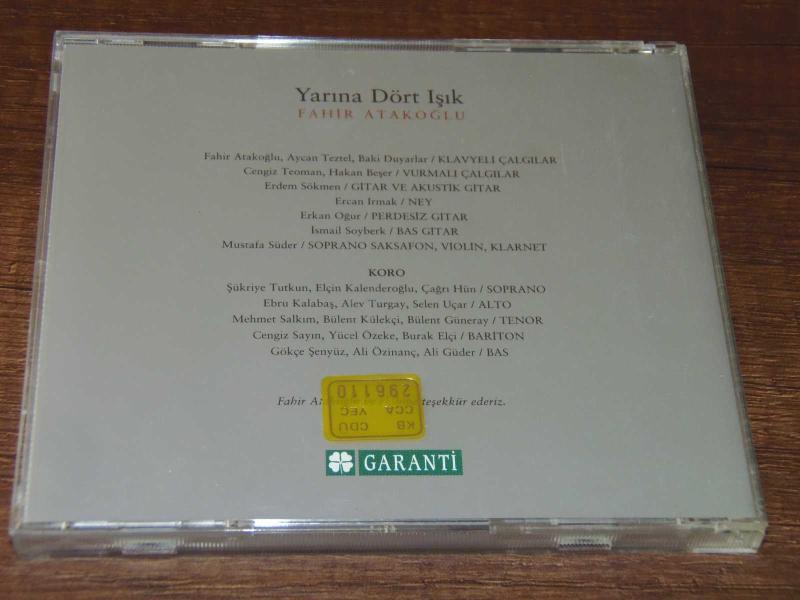 Yarına Dört Işık
FAHİR ATAKOĞLU
Fahir Atakoğlu, Aycan Teztel, Baki Duyarlar / KLAVYELİ ÇALGILAR
Cengiz Teoman, Hakan Beşer / VURMALI ÇALGILAR
Erdem Sökmen / GİTAR VE AKUSTİK GİTAR
Ercan Irmak / NEY
Erkan Oğur / PERDESİZ GİTAR
İsmail Soyberk / BAS GİTAR
Mustafa Süder / SOPRANO SAKSAFON, VİOLİN, KLARNET
KORO
Şükriye Tutkun, Elçin Kalenderoğlu, Çağrı Hün / SOPRANO
Ebru Kalabaş, Alev Turgay, Selen Uçar / ALTO
Mehmet Salkım, Bülent Külekçi, Bülent Güneray / TENOR
Cengiz Sayın, Yücel Özeke, Burak Elçi / BARİTON
Gökçe Şenyüz, Ali Özinanç, Ali Güder / BAS
Fahir teşekkür ederiz.
KB CDU
CCA VEC
296110
GARANTİ